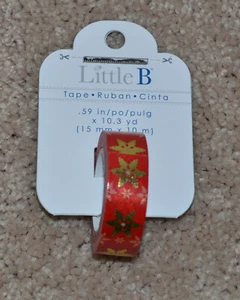 Little B
Tape • Ruban • Cinta
.59 in/po/pulg
x 10.3 yd
(15 mm x 10 m)